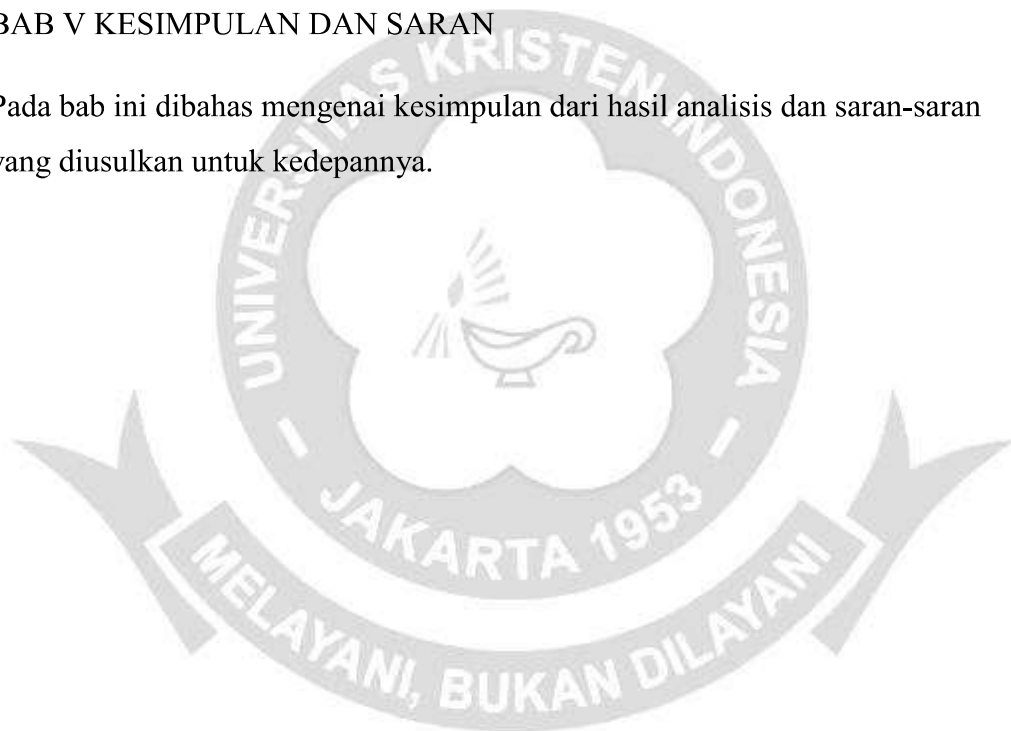 BAB V KESIMPULAN DAN SARAN
Pada bab ini dibahas mengenai kesimpulan dari hasil analisis dan saran-saran
yang diusulkan untuk kedepannya.
UNIVERSITAS KRISTEN INDONESIA
- JAKARTA 1953 -
MELAYANI, BUKAN DILAYANI